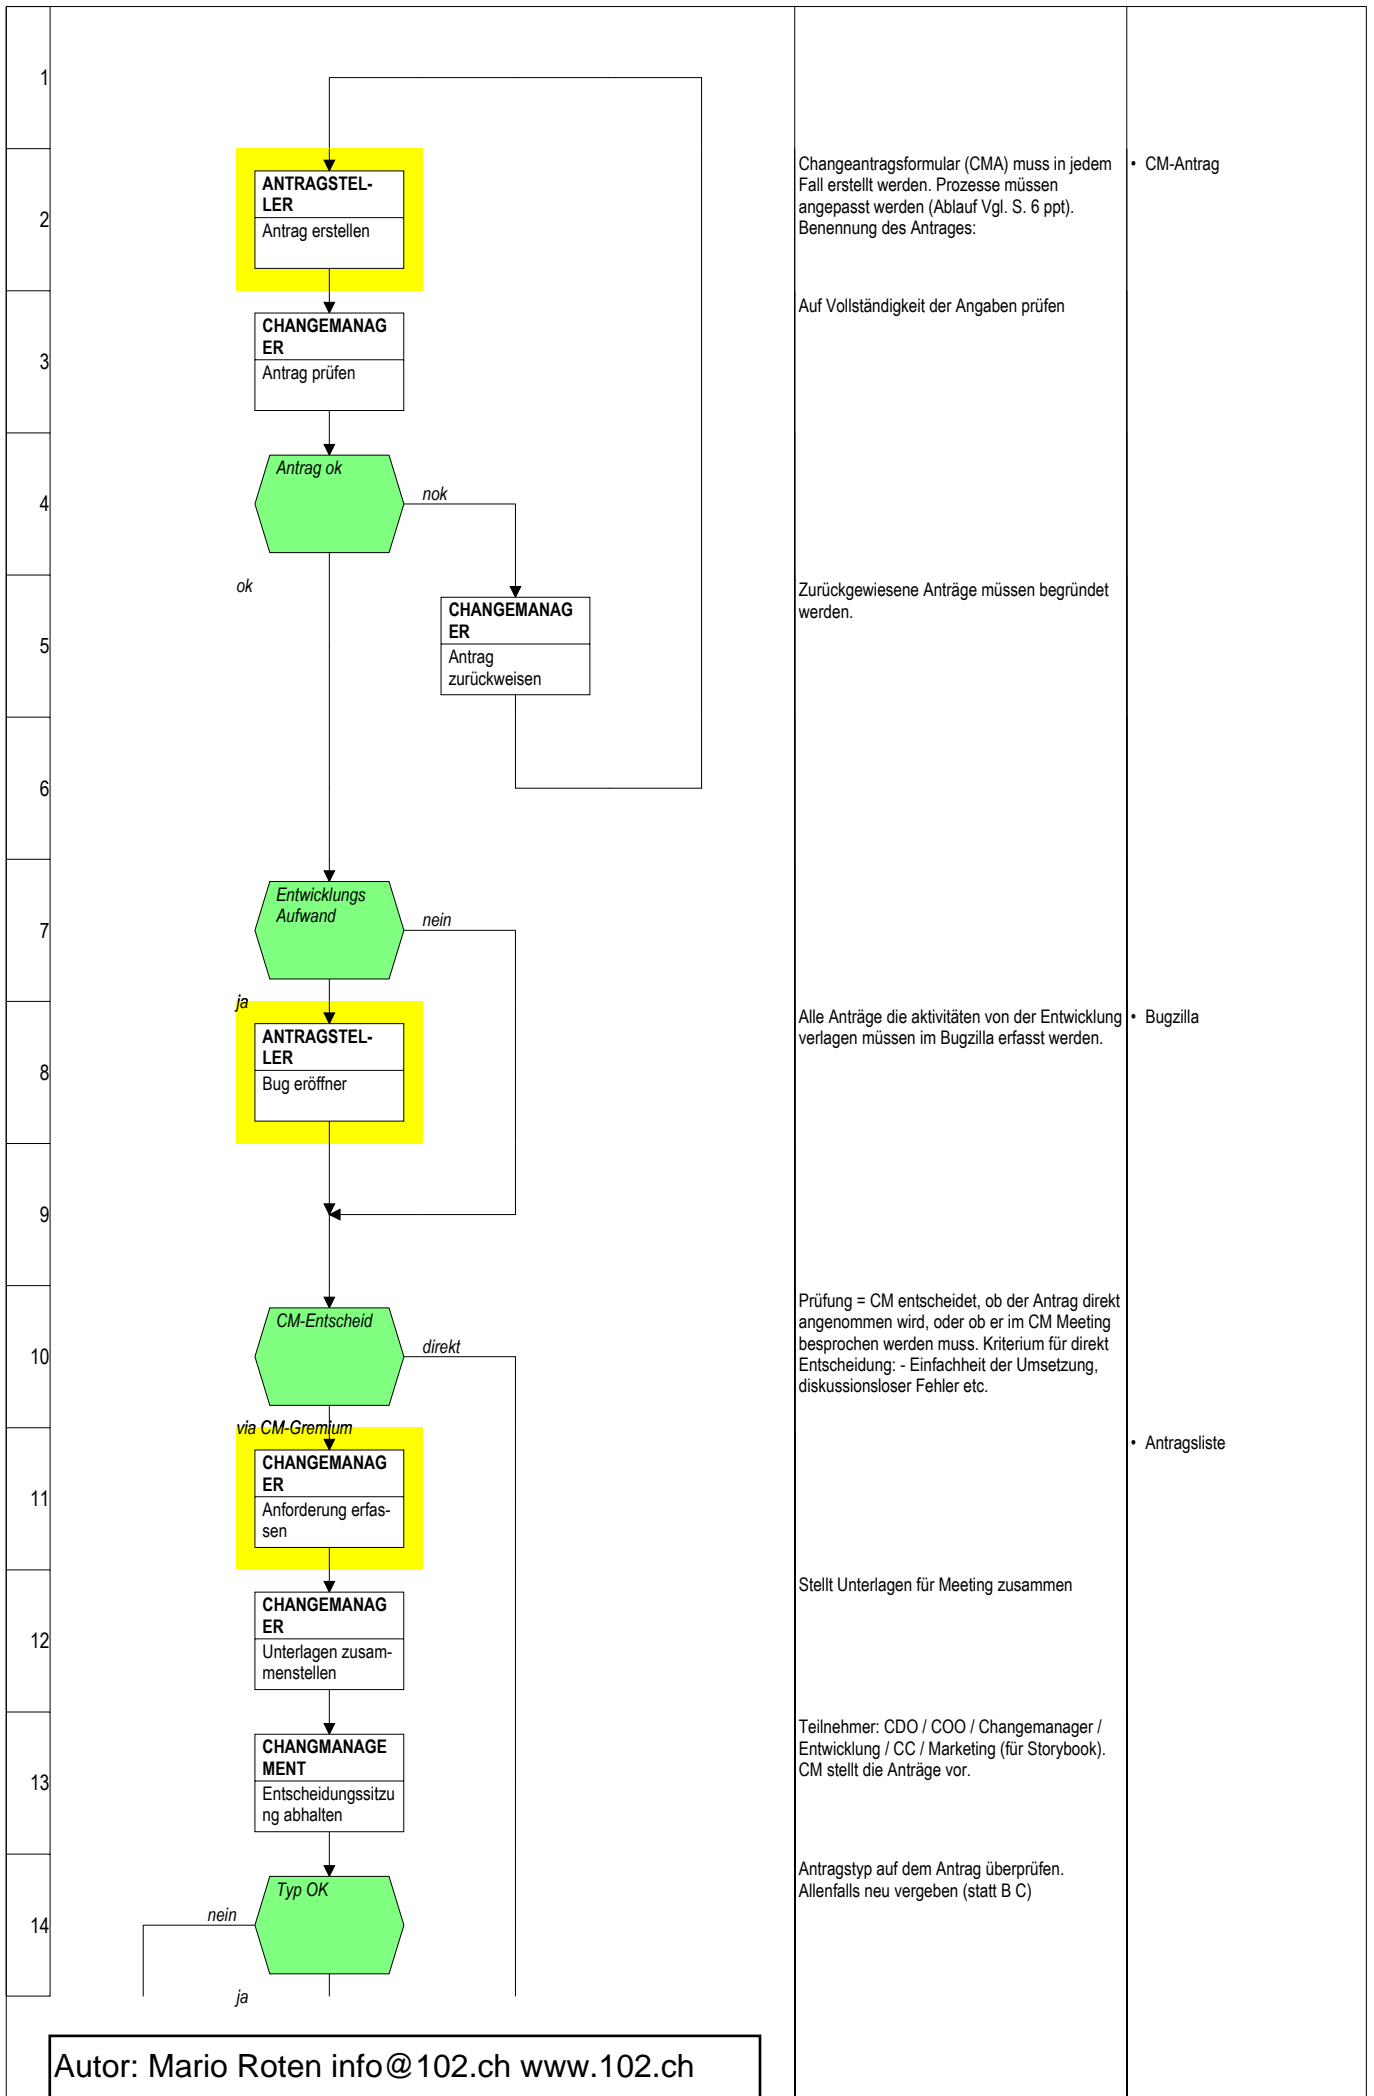 1
2
ANTRAGSTEL-
LER
Antrag erstellen
Changeantragsformular (CMA) muss in jedem
Fall erstellt werden. Prozesse müssen
angepasst werden (Ablauf Vgl. S. 6 ppt).
Benennung des Antrages:
• CM-Antrag
3
CHANGEMANAG
ER
Antrag prüfen
Auf Vollständigkeit der Angaben prüfen
4
Antrag ok
nok
ok
5
CHANGEMANAG
ER
Antrag
zurückweisen
Zurückgewiesene Anträge müssen begründet
werden.
6
7
Entwicklungs
Aufwand
nein
ja
8
ANTRAGSTEL-
LER
Bug eröffner
Alle Anträge die aktivitäten von der Entwicklung
verlagen müssen im Bugzilla erfasst werden.
• Bugzilla
9
10
CM-Entscheid
direkt
Prüfung = CM entscheidet, ob der Antrag direkt
angenommen wird, oder ob er im CM Meeting
besprochen werden muss. Kriterium für direkt
Entscheidung: - Einfachheit der Umsetzung,
diskussionsloser Fehler etc.
via CM-Gremium
11
CHANGEMANAG
ER
Anforderung erfas-
sen
• Antragsliste
12
CHANGEMANAG
ER
Unterlagen zusam-
menstellen
Stellt Unterlagen für Meeting zusammen
13
CHANGMANAGE
MENT
Entscheidungssitzu
ng abhalten
Teilnehmer: CDO / COO / Changemanager /
Entwicklung / CC / Marketing (für Storybook).
CM stellt die Anträge vor.
14
Typ OK
nein
ja
Antragstyp auf dem Antrag überprüfen.
Allenfalls neu vergeben (statt B C)
Autor: Mario Roten info@102.ch www.102.ch